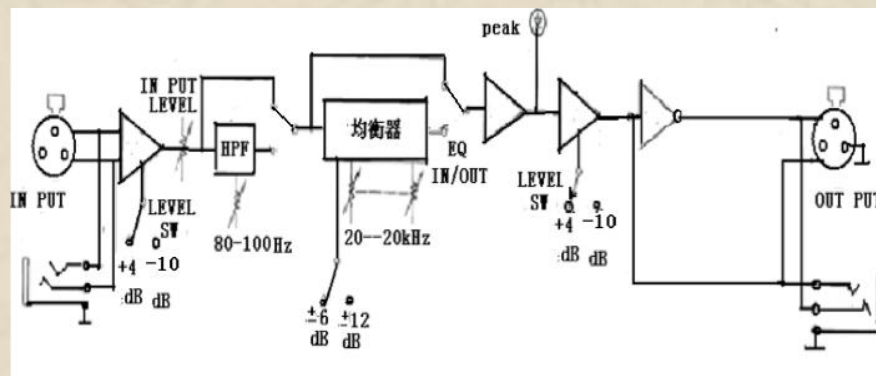 peak
IN PUT
LEVEL
HPF
均衡器
EQ
IN/OUT
IN PUT
LEVEL
SW
+4 -10
dB dB
80-100Hz
20--20kHz
±6 ±12
dB dB
LEVEL
SW
+4 -10
dB dB
OUT PUT